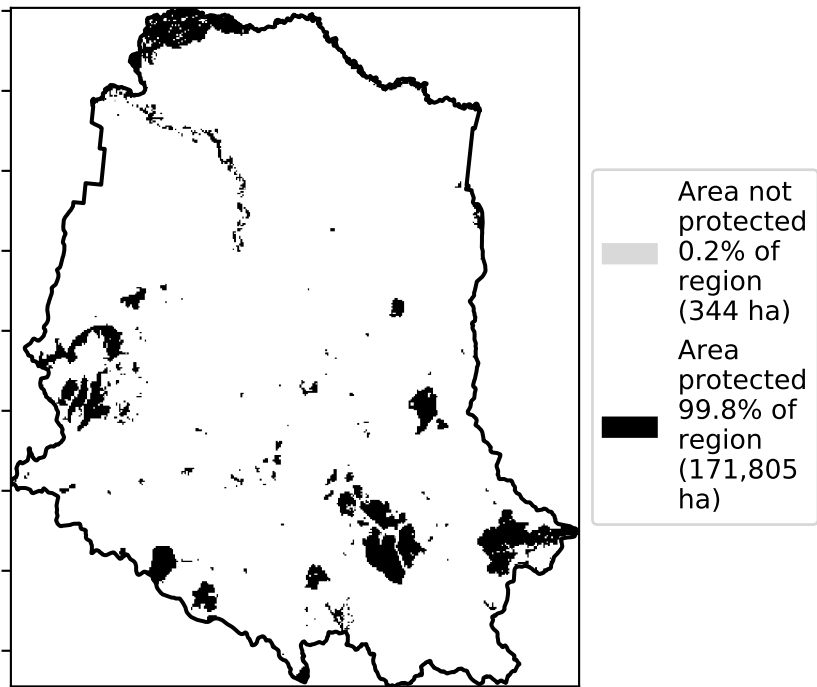 Area not
protected
0.2% of
region
(344 ha)
Area
protected
99.8% of
region
(171,805
ha)